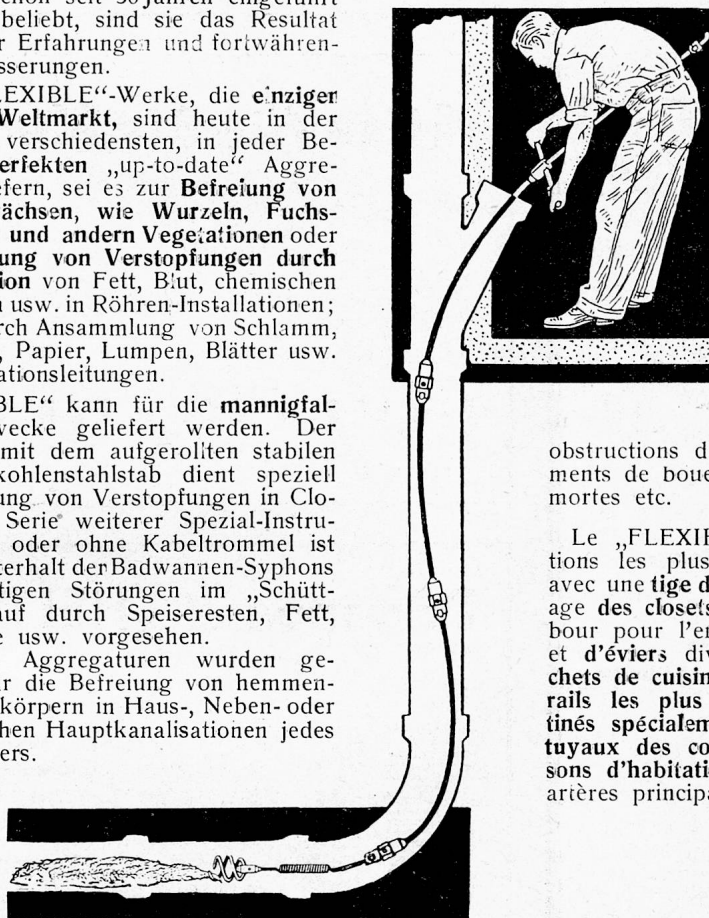 schon seit 50 Jahren eingeführt
beliebt, sind sie das Resultat
r Erfahrungen und fortwähren-
sserungen.
LEXIBLE“-Werke, die einzigen
Weltmarkt, sind heute in der
verschiedensten, in jeder Be-
erfekten „up-to-date“ Aggre-
efern, sei es zur Befreiung von
ächsen, wie Wurzeln, Fuchs-
und andern Vegetationen oder
ung von Verstopfungen durch
ion von Fett, Blut, chemischen
n usw. in Röhren-Installationen;
rch Ansammlung von Schlamm,
, Papier, Lumpen, Blätter usw.
ationsleitungen.
BLE“ kann für die mannigfal-
wecke geliefert werden. Der
mit dem aufgerollten stabilen
kohlenstahlstab dient speziell
ung von Verstopfungen in Clo-
Serie weiterer Spezial-Instru-
oder ohne Kabeltrommel ist
terhalt der Badwannen-Syphons
tigen Störungen im „Schütt-
auf durch Speiseresten, Fett,
e usw. vorgesehen.
Aggregaturen wurden ge-
r die Befreiung von hemmen-
körpern in Haus-, Neben- oder
hen Hauptkanalisationen jedes
ers.
obstructions d
ments de boue
mortes etc.
Le „FLEXIB
tions les plus
avec une tige d
age des closets
bour pour l'en
et d'éviers div
chets de cuisin
rails les plus
tinés spécialem
tuyaux des co
sons d'habitati
artères principa